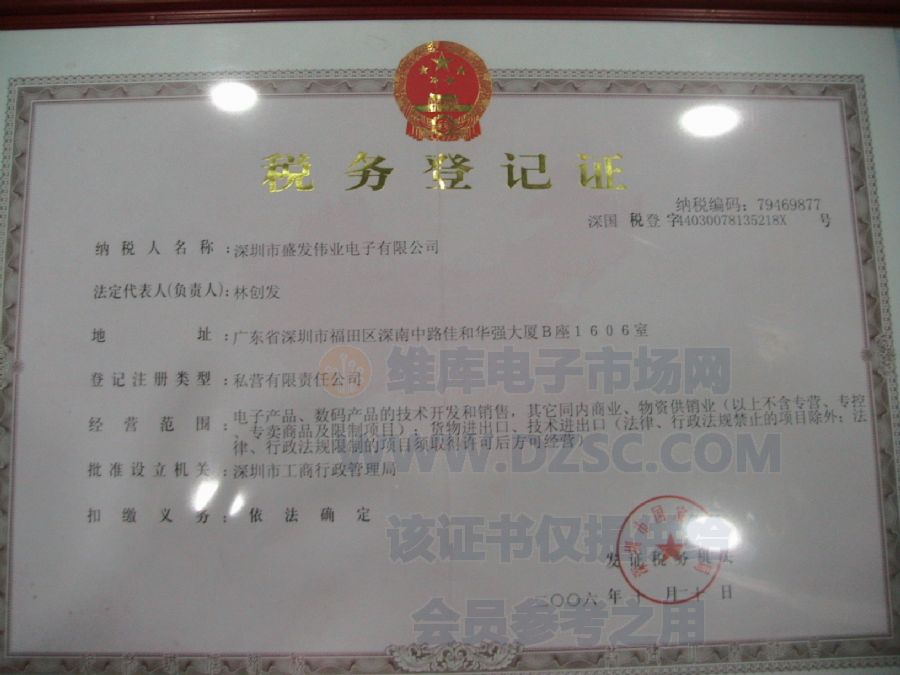 税务登记证
纳税编码：79469877
深国 税登 字44030078135218X 号
纳税人名称：深圳市盛发伟业电子有限公司
法定代表人(负责人)：林创发
地址：广东省深圳市福田区深南中路佳和华强大厦B座1606室
登记注册类型：私营有限责任公司
经营范围：电子产品、数码产品的技术开发和销售，其它同内商业、物资供销业（以上不含专营、专控
、专卖商品及限制项目）；货物进出口、技术进出口（法律、行政法规禁止的项目除外；法
律、行政法规限制的项目须取得许可后方可经营）
批准设立机关：深圳市工商行政管理局
扣缴义务：依法确定
发证税务机关
二〇〇六年十月二十日
维库电子市场网
WWW.DZSC.COM
该证书仅提供给
会员参考之用